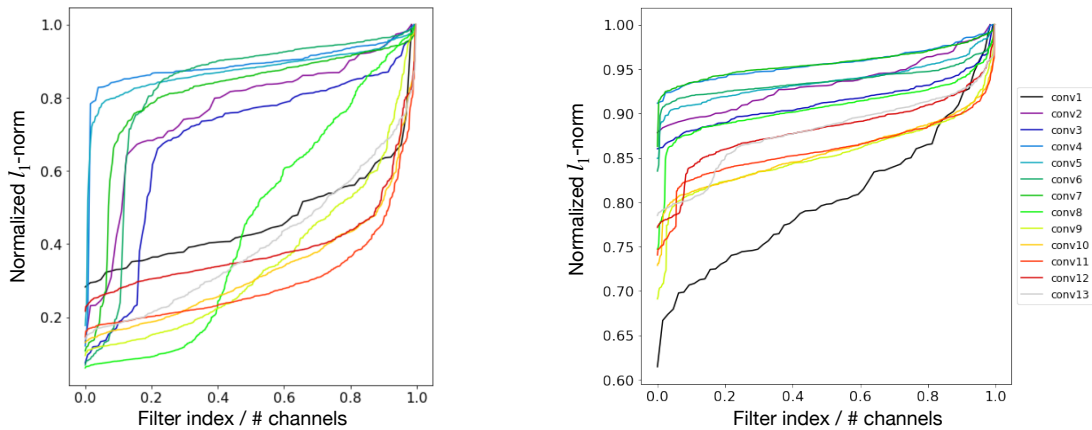 1.0
0.8
0.6
0.4
0.2
Normalized l₁-norm
0.0 0.2 0.4 0.6 0.8 1.0
Filter index / # channels
1.00
0.95
0.90
0.85
0.80
0.75
0.70
0.65
0.60
Normalized l₁-norm
0.0 0.2 0.4 0.6 0.8 1.0
Filter index / # channels
conv1
conv2
conv3
conv4
conv5
conv6
conv7
conv8
conv9
conv10
conv11
conv12
conv13